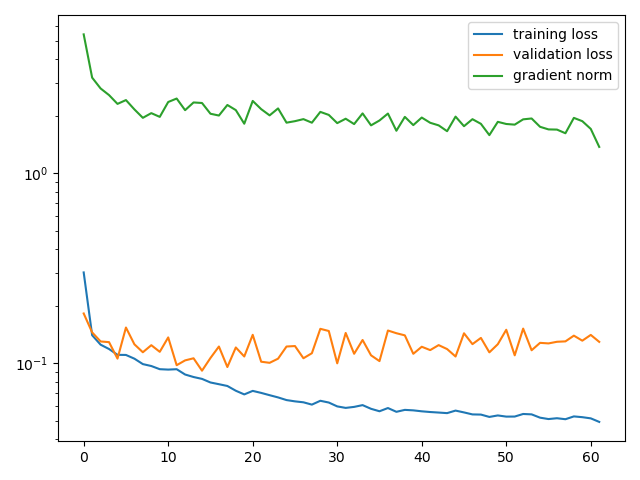 training loss
validation loss
gradient norm
10⁰
10⁻¹
0 10 20 30 40 50 60